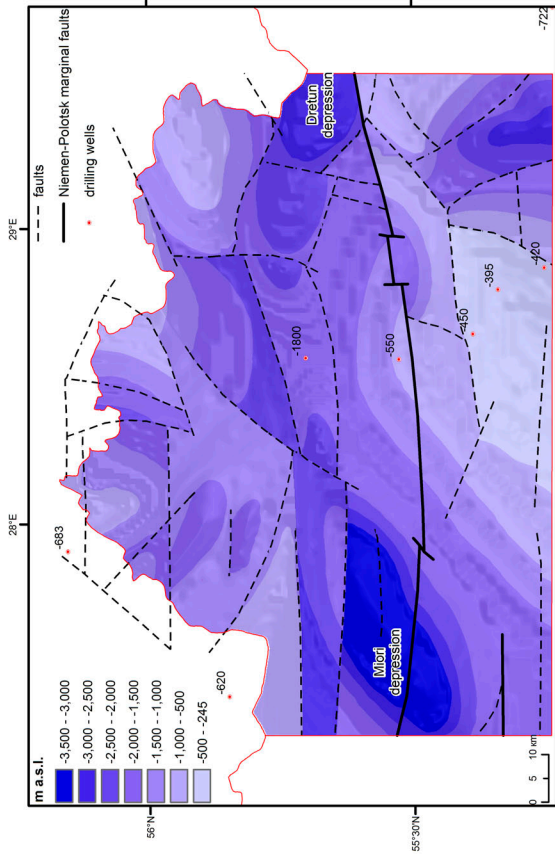 m a.s.l.
-3,500 - -3,000
-3,000 - -2,500
-2,500 - -2,000
-2,000 - -1,500
-1,500 - -1,000
-1,000 - -500
-500 - -245
faults
Niemen-Polotsk marginal faults
drilling wells
-683
-620
-1800
-550
-450
-395
-420
-722
Miori
depression
Dretun
depression
0 5 10 км
28°E
29°E
56°N
55°30'N